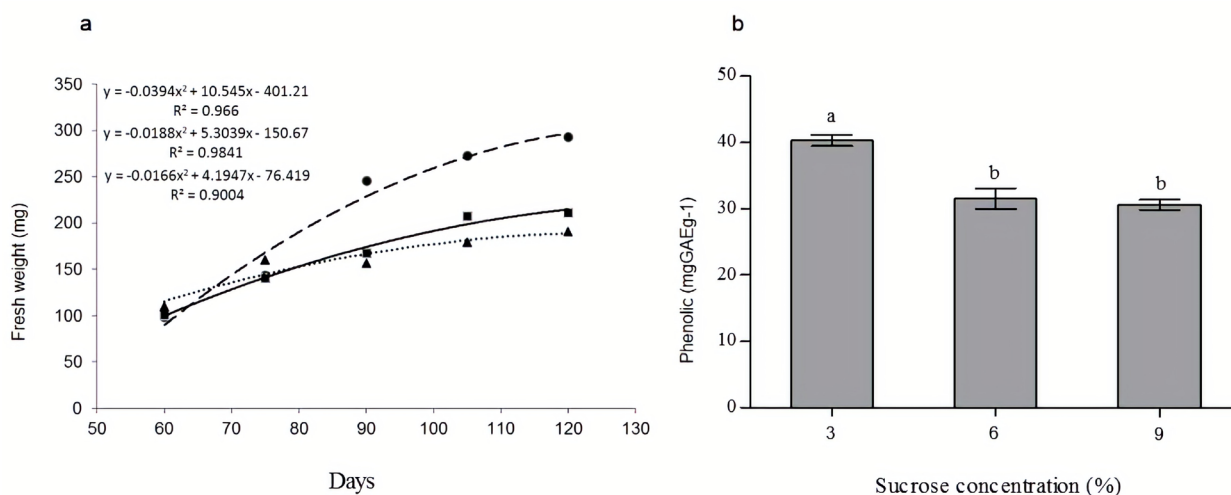 a
350
300
250
200
150
100
50
0
y = -0.0394x² + 10.545x - 401.21
R² = 0.966
y = -0.0188x² + 5.3039x - 150.67
R² = 0.9841
y = -0.0166x² + 4.1947x - 76.419
R² = 0.9004
Fresh weight (mg)
50 60 70 80 90 100 110 120 130
Days
b
50
40
30
20
10
0
Phenolic (mgGAEg-1)
a
b
b
3 6 9
Sucrose concentration (%)